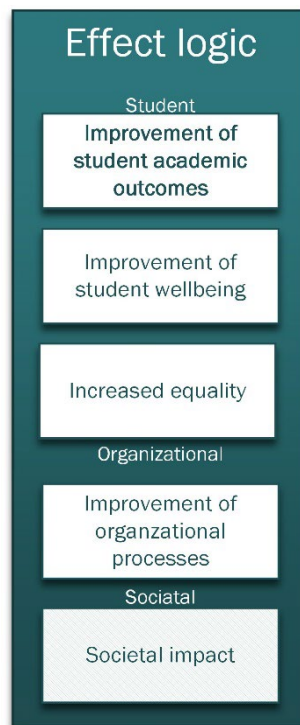 Effect logic
Student
Improvement of
student academic
outcomes
Improvement of
student wellbeing
Increased equality
Organizational
Improvement of
organzational
processes
Sociatal
Societal impact